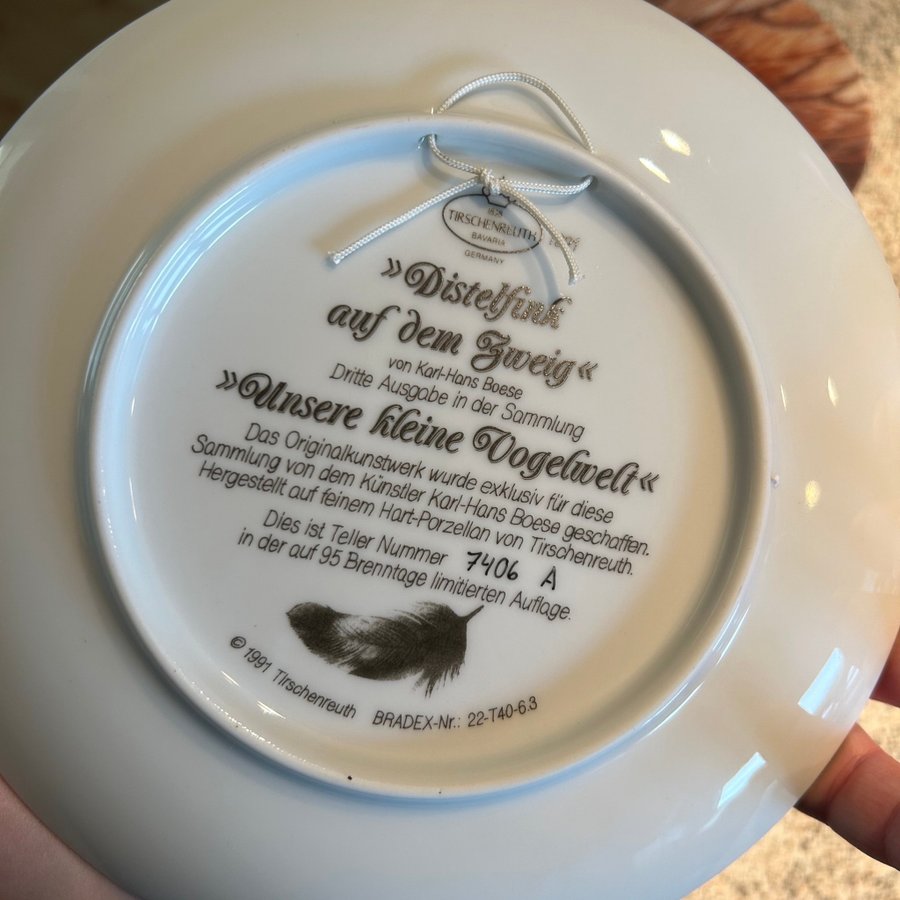 1838
TIRSCHENREUTH
BAVARIA
GERMANY
»Distelfink
auf dem Zweig«
von Karl-Hans Boese
Dritte Ausgabe in der Sammlung
»Unsere kleine Vogelwelt«
Das Originalkunstwerk wurde exklusiv für diese
Sammlung von dem Künstler Karl-Hans Boese geschaffen.
Hergestellt auf feinem Hart-Porzellan von Tirschenreuth.
Dies ist Teller Nummer 7406 A
in der auf 95 Brenntage limitierten Auflage.
© 1991 Tirschenreuth BRADEX-Nr.: 22-T40-6.3